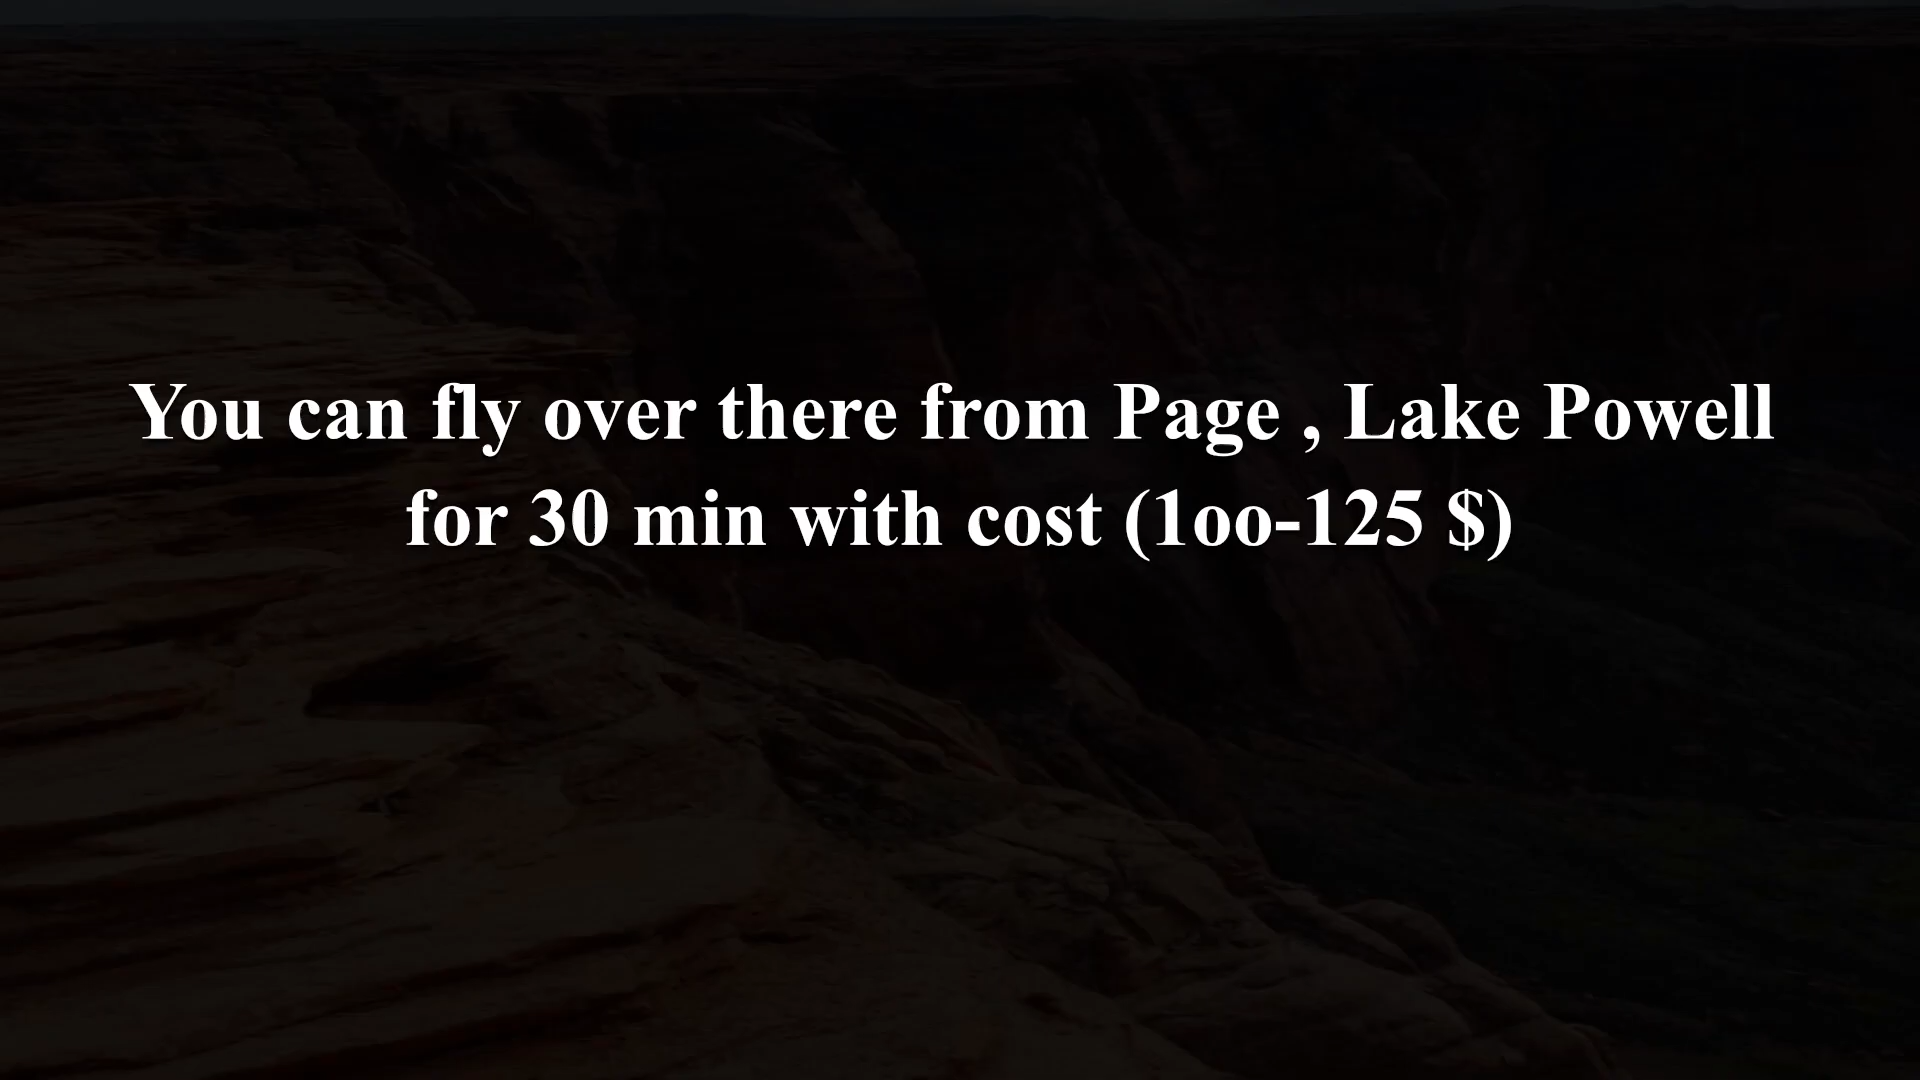 You can fly over there from Page , Lake Powell
for 30 min with cost (1oo-125 $)